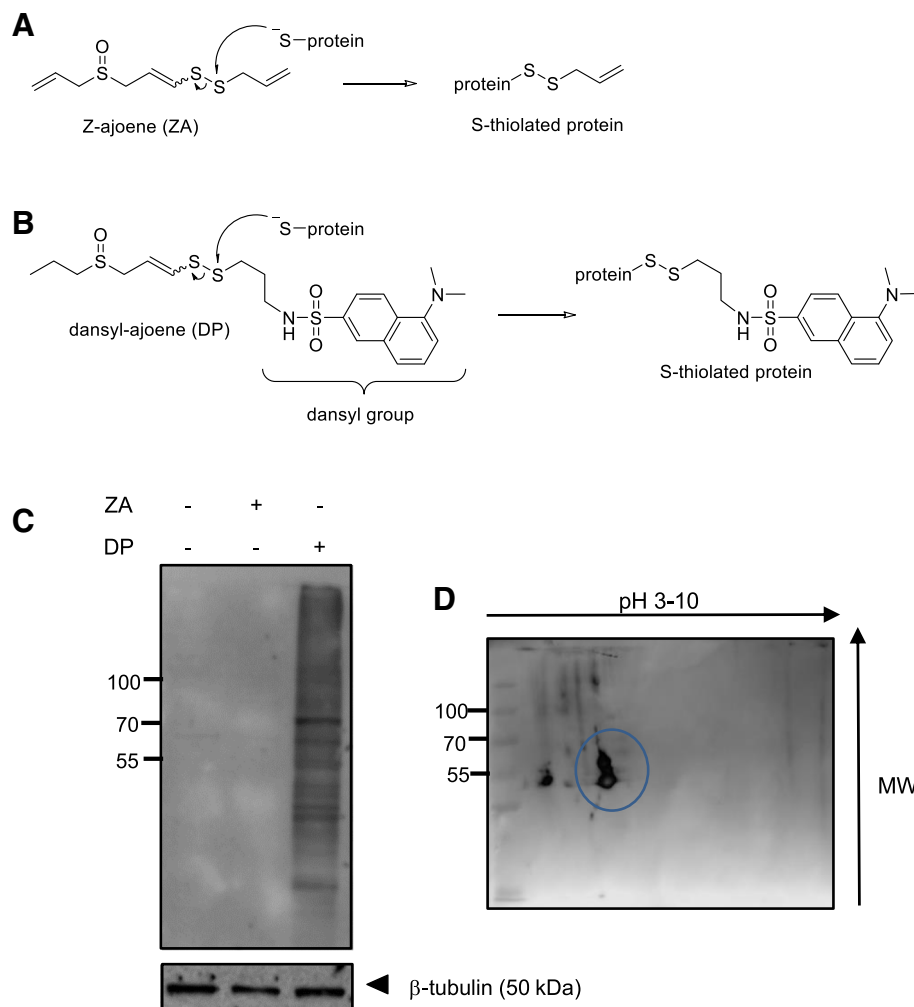 A
O
S
S
S
⁻S–protein
Z-ajoene (ZA)
protein
S
S
S-thiolated protein
B
O
S
S
S
⁻S–protein
N
H
O
S
O
N
dansyl-ajoene (DP)
dansyl group
protein
S
S
N
H
O
S
O
N
S-thiolated protein
C
ZA - + -
DP - - +
100
70
55
β-tubulin (50 kDa)
D
pH 3-10
100
70
55
MW